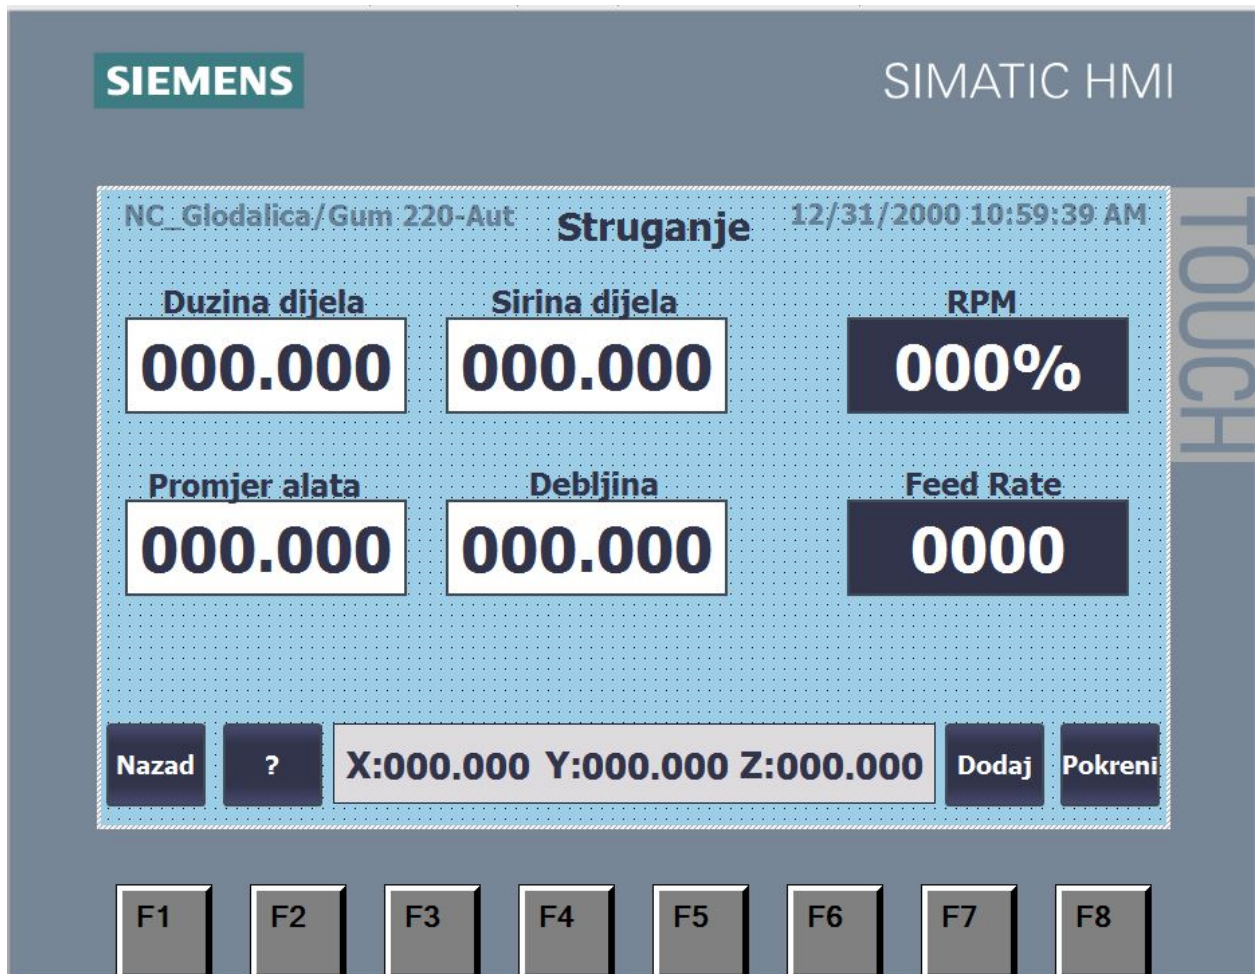 SIEMENS
SIMATIC HMI
TOUCH
NC_Glodalica/Gum 220-Aut
Struganje
12/31/2000 10:59:39 AM
Duzina dijela
Sirina dijela
RPM
000.000
000.000
000%
Promjer alata
Debljina
Feed Rate
000.000
000.000
0000
Nazad
?
X:000.000 Y:000.000 Z:000.000
Dodaj
Pokreni
F1
F2
F3
F4
F5
F6
F7
F8